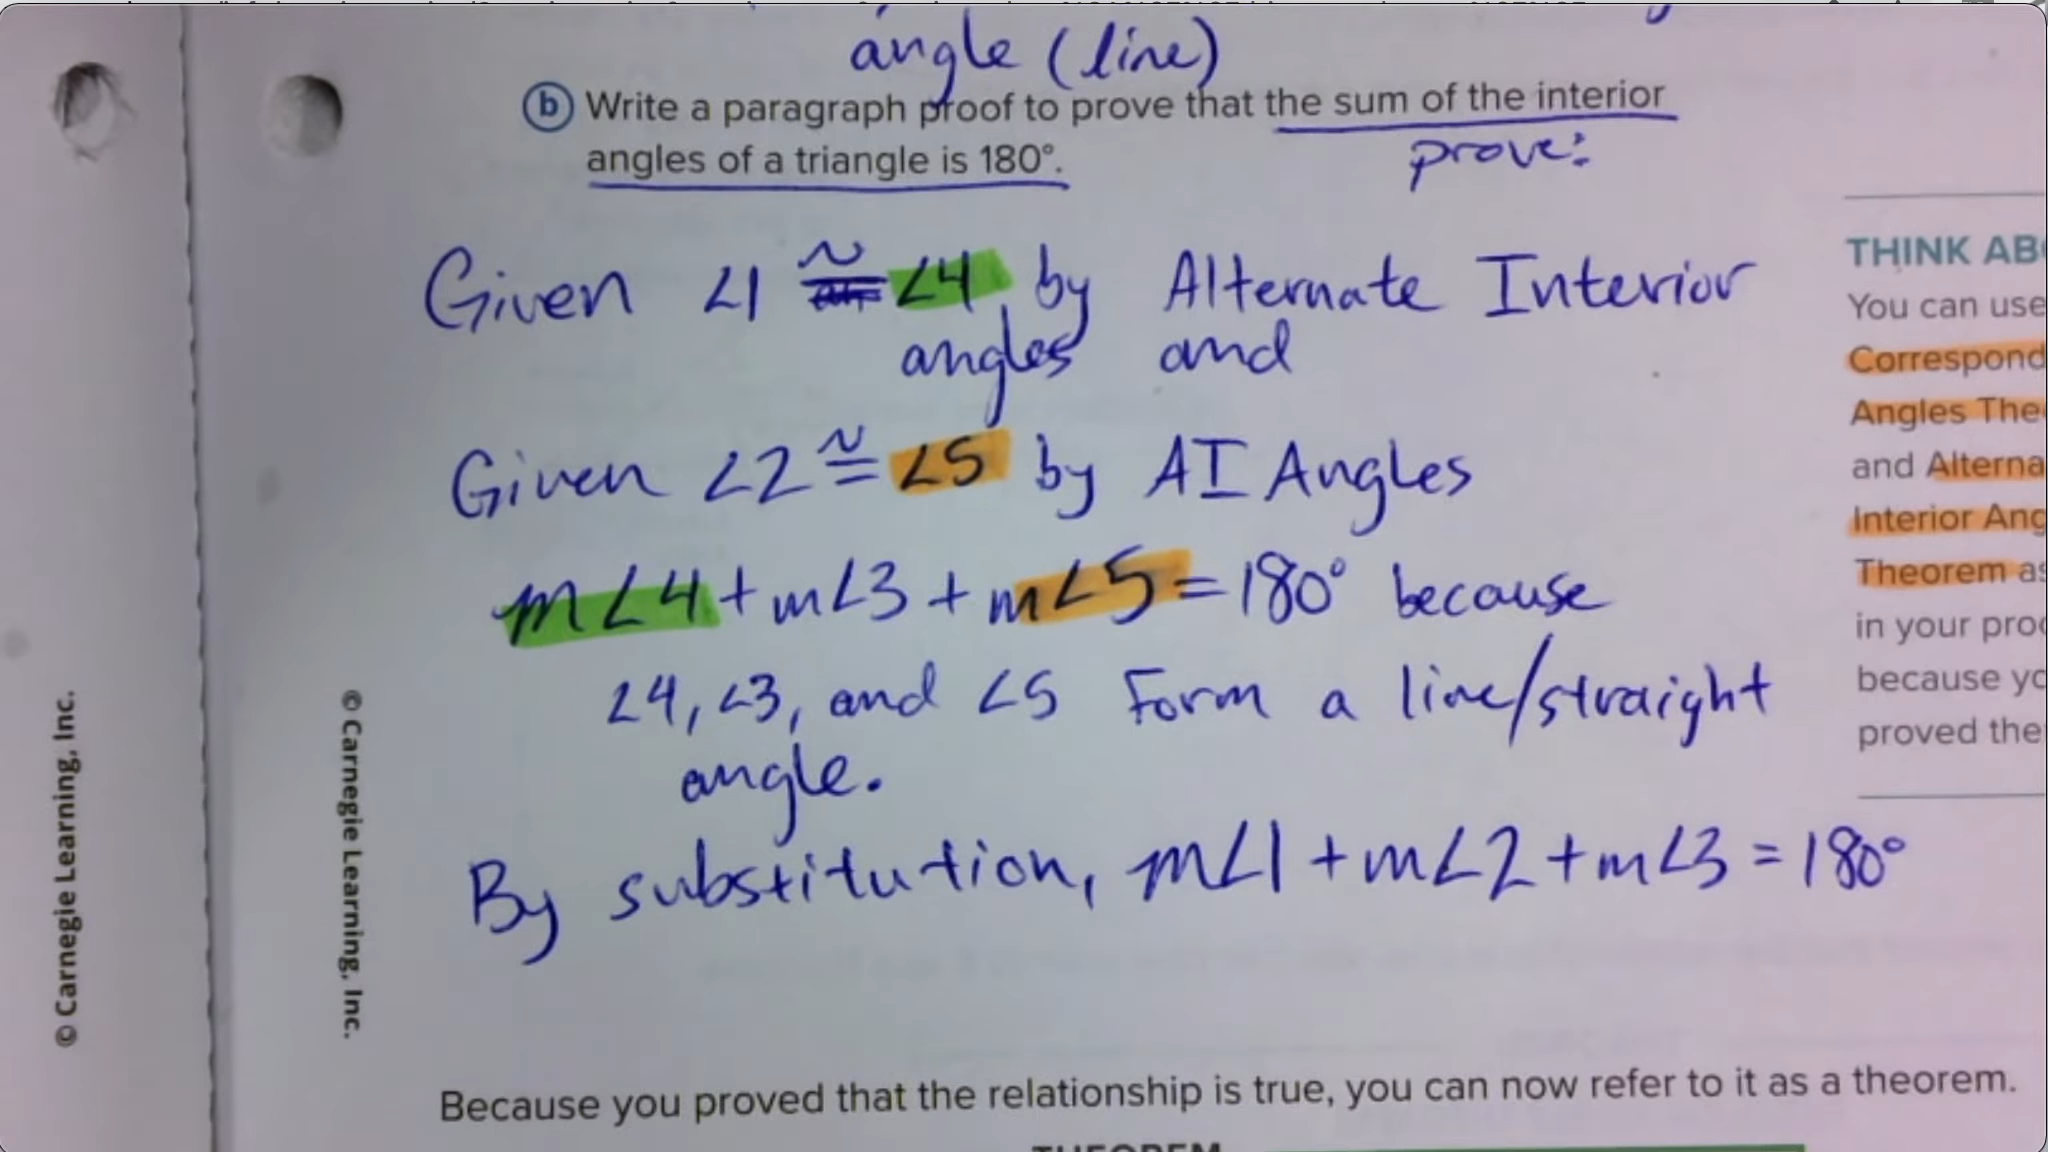 angle (line)
b Write a paragraph proof to prove that the sum of the interior
angles of a triangle is 180°.
prove:
Given ∠1 ≅ ∠4, by Alternate Interior
angles and
Given ∠2 ≅ ∠5 by AI Angles
m∠4 + m∠3 + m∠5 = 180° because
∠4, ∠3, and ∠5 Form a line/straight
angle.
By substitution, m∠1 + m∠2 + m∠3 = 180°
Because you proved that the relationship is true, you can now refer to it as a theorem.
THEOREM
THINK AB
You can use
Correspond
Angles The
and Alterna
Interior Ang
Theorem as
in your proo
because yo
proved the
© Carnegie Learning, Inc.
© Carnegie Learning, Inc.